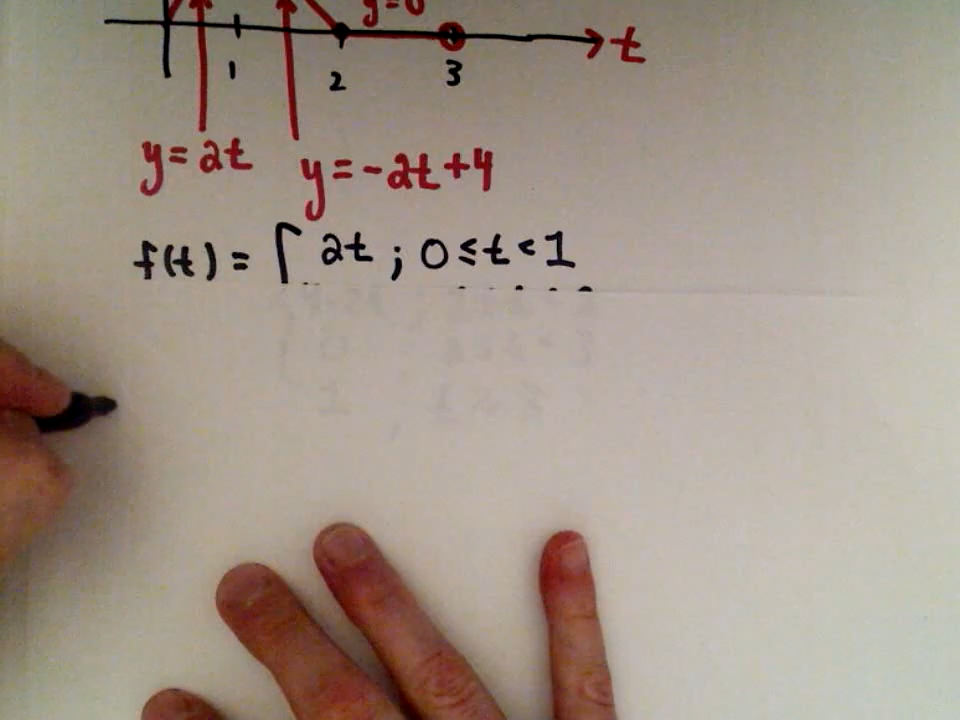 y=0
t
1 2 3
y=2t y=-2t+4
f(t) = { 2t ; 0≤t<1